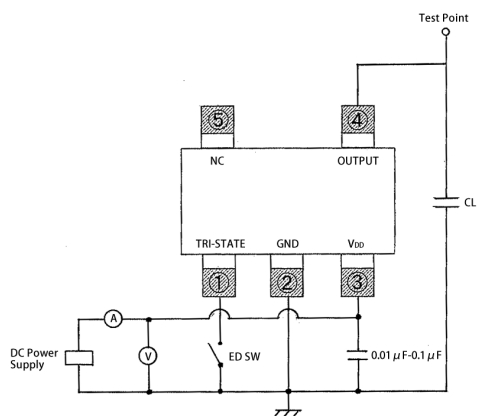 Test Point
⑤
④
NC
OUTPUT
CL
TRI-STATE
GND
VDD
①
②
③
A
DC Power
Supply
V
ED SW
0.01 μF-0.1 μF